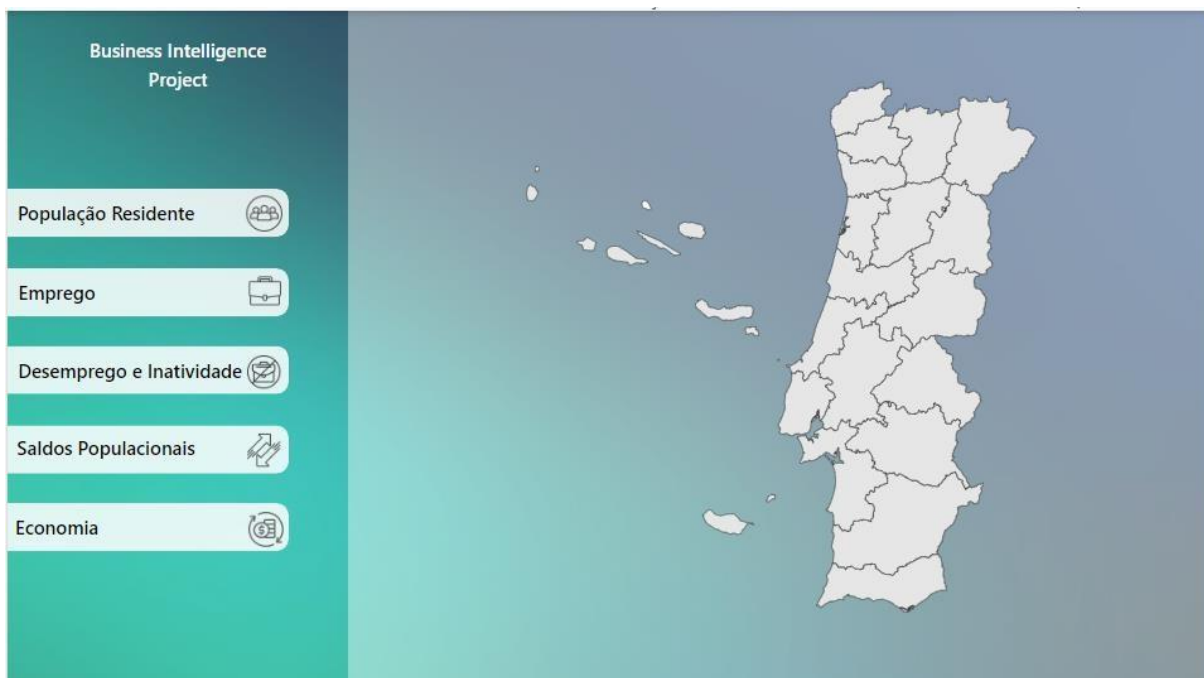 Business Intelligence
Project
População Residente
Emprego
Desemprego e Inatividade
Saldos Populacionais
Economia